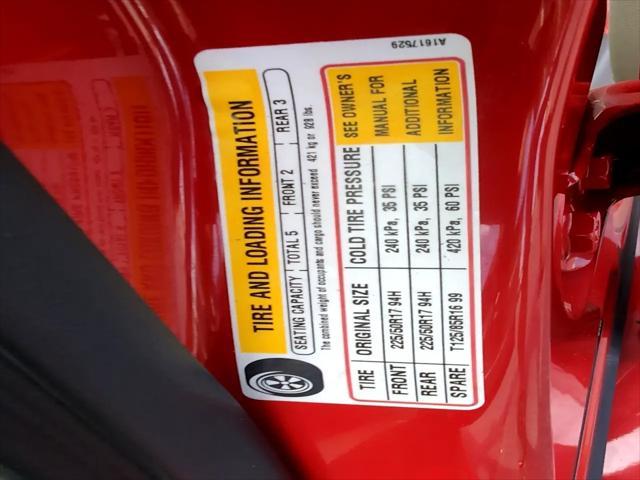 TIRE AND LOADING INFORMATION
SEATING CAPACITY TOTAL 5 FRONT 2 REAR 3
The combined weight of occupants and cargo should never exceed 421 kg or 928 lbs.
TIRE ORIGINAL SIZE COLD TIRE PRESSURE SEE OWNER'S
FRONT 225/50R17 94H 240 kPa, 35 PSI MANUAL FOR
REAR 225/50R17 94H 240 kPa, 35 PSI ADDITIONAL
SPARE T125/85R16 99 420 kPa, 60 PSI INFORMATION
A1617529